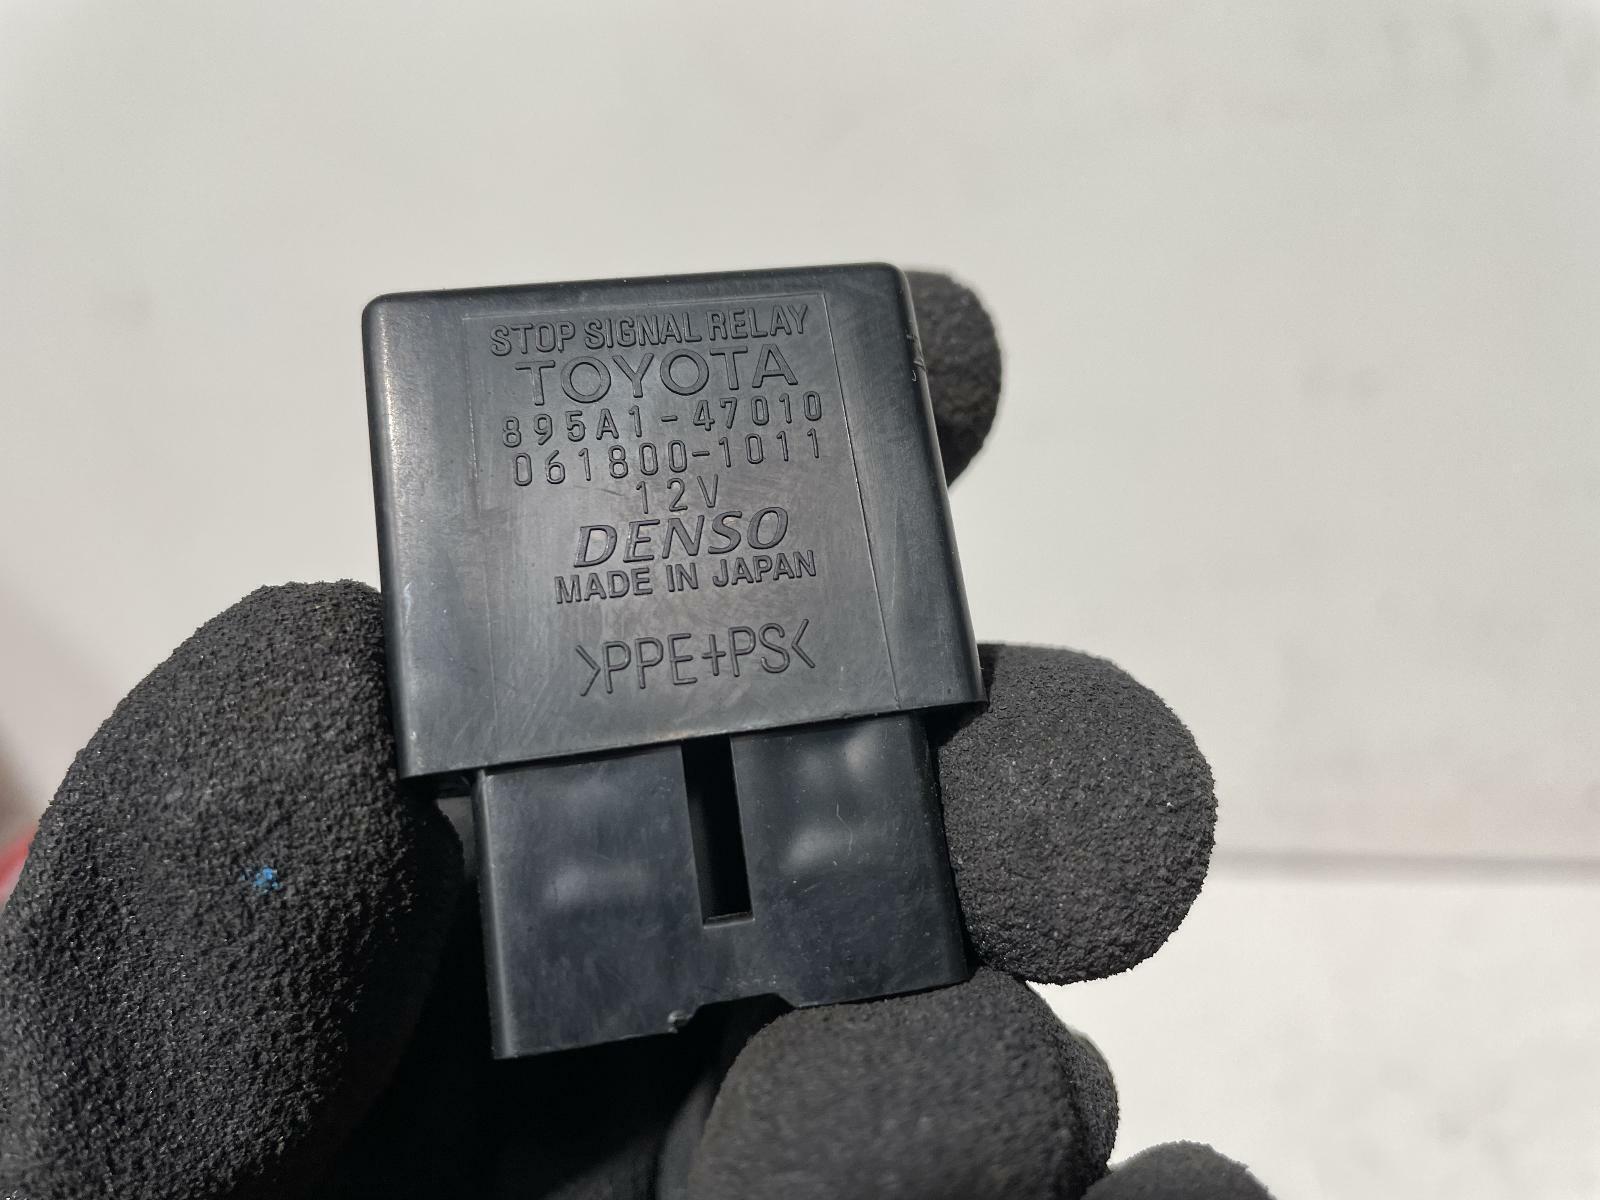 STOP SIGNAL RELAY
TOYOTA
895A1-47010
061800-1011
12V
DENSO
MADE IN JAPAN
>PPE+PS<